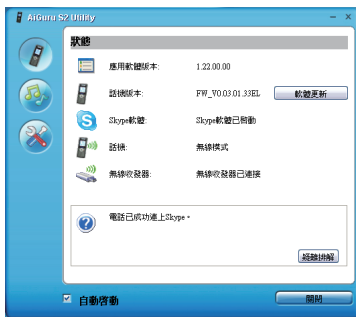 AiGuru S2 Utility
狀態
應用軟體版本: 1.22.00.00
話機版本: FW_V0.03.01.33EL 軟體更新
Skype軟體: Skype軟體已啟動
話機: 無線模式
無線收發器: 無線收發器已連接
電話已成功連上Skype。
疑難排解
自動啓動 關閉